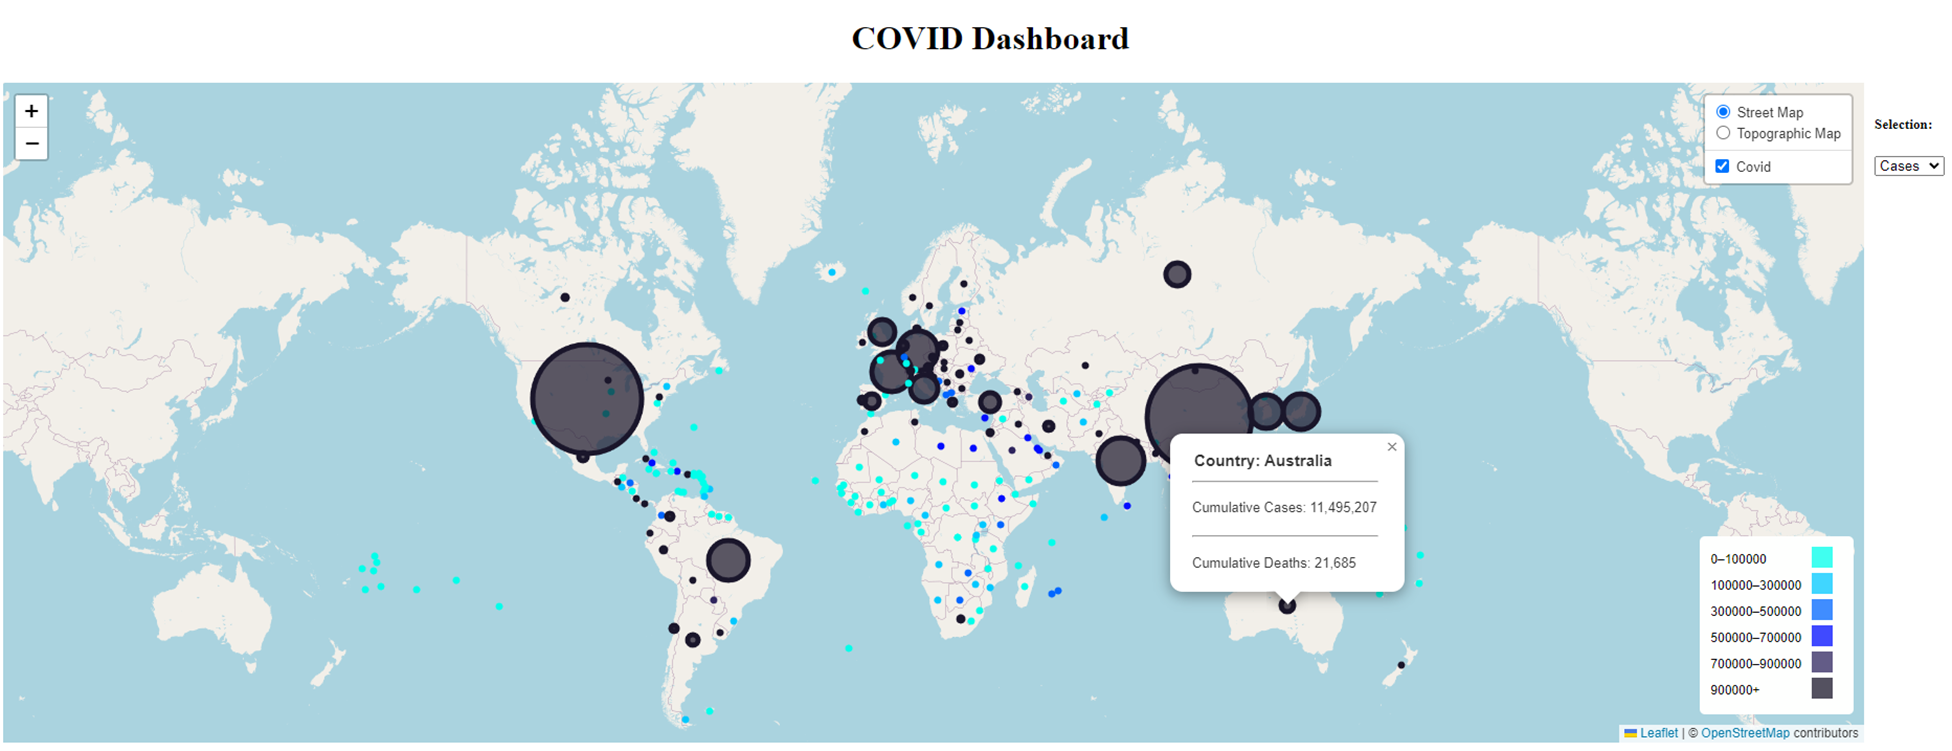 COVID Dashboard
+
−
Street Map
Topographic Map
Covid
Selection:
Cases
×
Country: Australia
Cumulative Cases: 11,495,207
Cumulative Deaths: 21,685
0–100000
100000–300000
300000–500000
500000–700000
700000–900000
900000+
Leaflet | © OpenStreetMap contributors